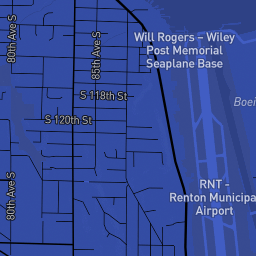 80th Ave S
85th Ave S
Will Rogers – Wiley
Post Memorial
Seaplane Base
S 118th St
Boei
S 120th St
80th Ave S
RNT -
Renton Municipa
Airport